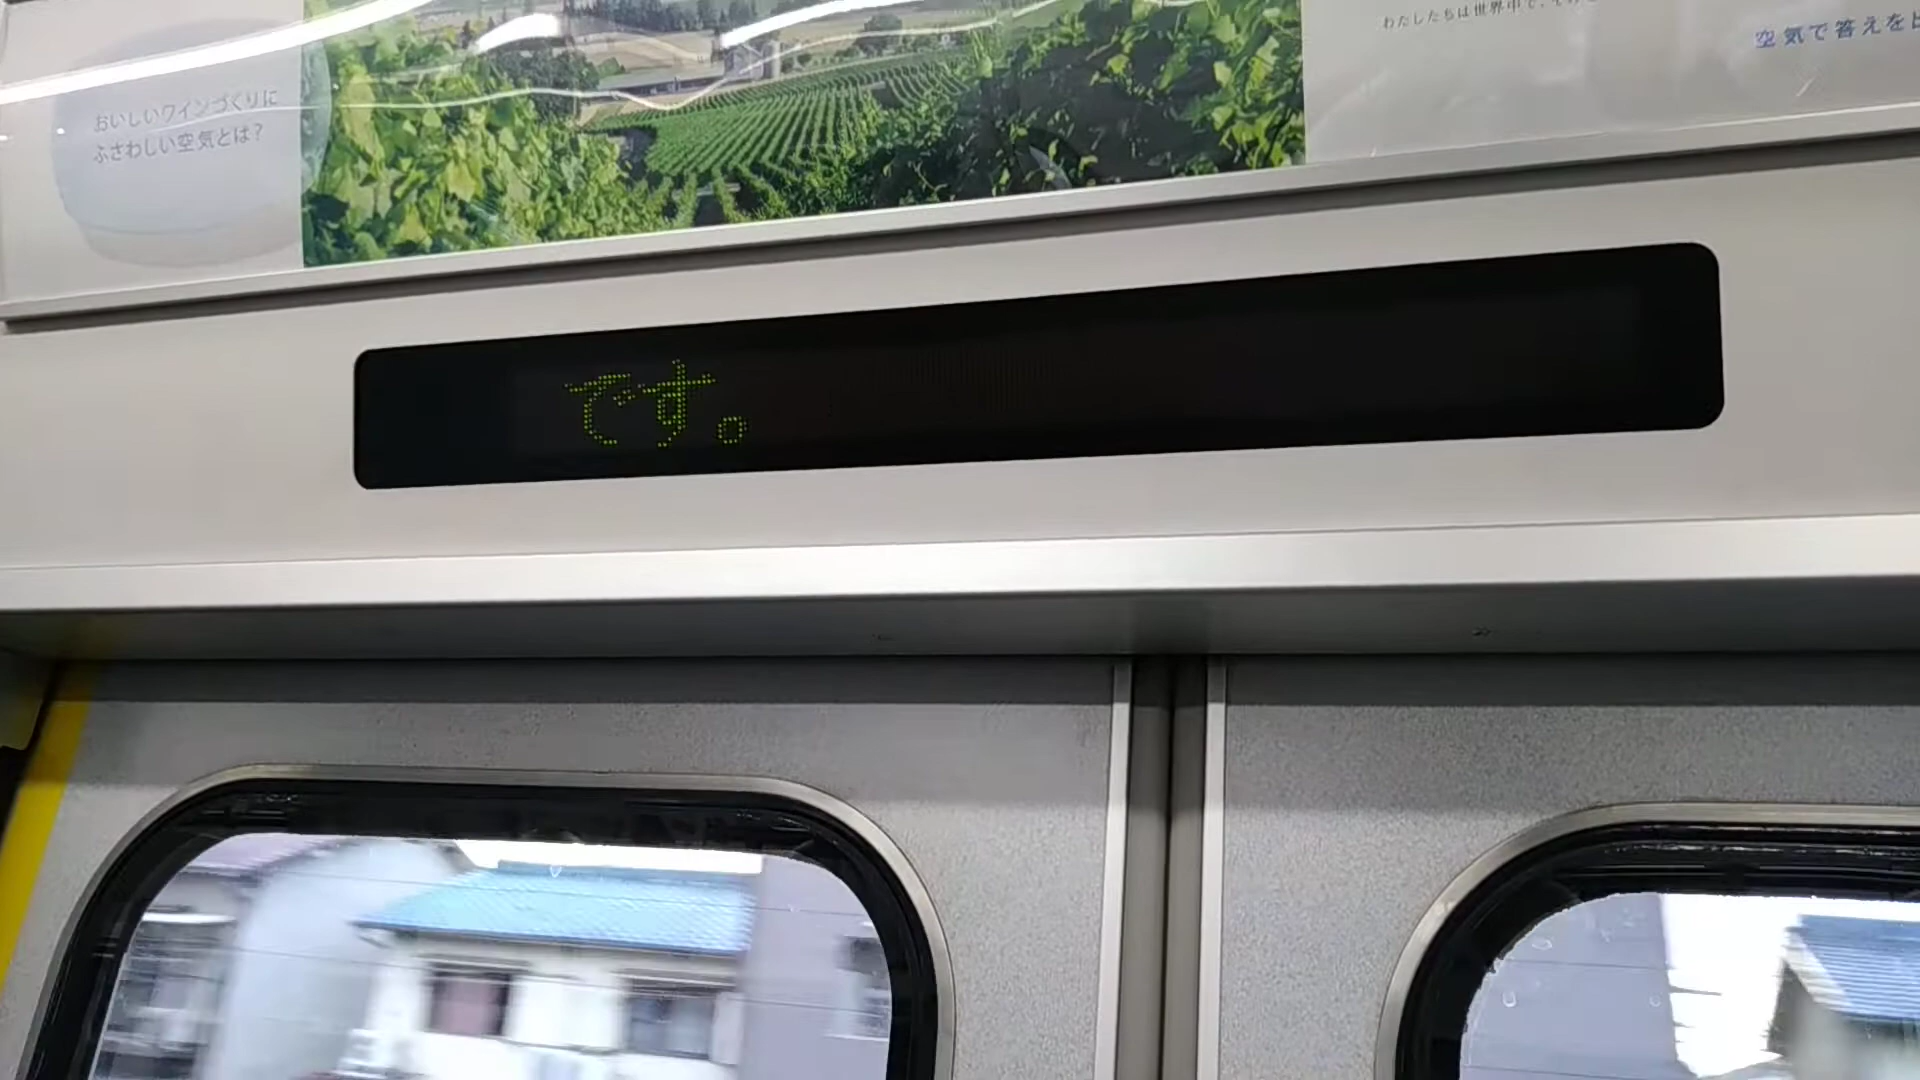 おいしいワインづくりに
ふさわしい空気とは?
わたしたちは世界中で、
空気で答えを
です。